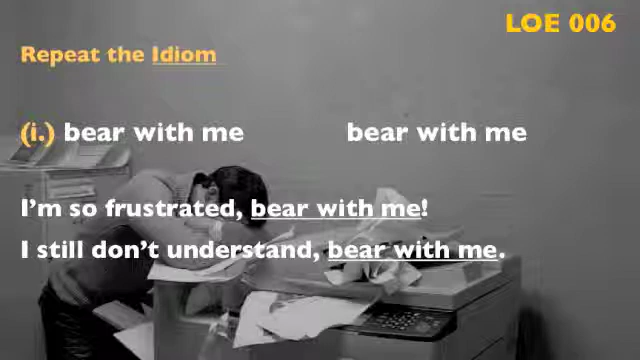 LOE 006
Repeat the Idiom
(i.) bear with me bear with me
I'm so frustrated, bear with me!
I still don't understand, bear with me.